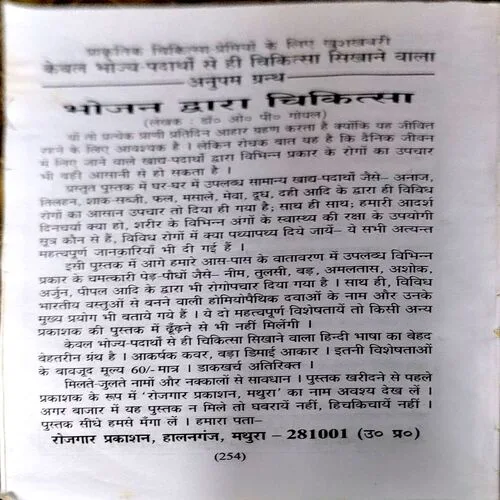 प्राकृतिक चिकित्सा-प्रेमियों के लिए खुशखबरी
केवल भोज्य-पदार्थों से ही चिकित्सा सिखाने वाला
अनुपम ग्रन्थ
भोजन द्वारा चिकित्सा
(लेखक : डॉ० ओ० पी० गोयल)
यों तो प्रत्येक प्राणी प्रतिदिन आहार ग्रहण करता है क्योंकि यह जीवित
रहने के लिए आवश्यक है । लेकिन रोचक बात यह है कि दैनिक जीवन
में लिए जाने वाले खाद्य-पदार्थों द्वारा विभिन्न प्रकार के रोगों का उपचार
भी बड़ी आसानी से हो सकता है ।
प्रस्तुत पुस्तक में घर-घर में उपलब्ध सामान्य खाद्य-पदार्थों जैसे– अनाज,
तिलहन, शाक-सब्जी, फल, मसाले, मेवा, दूध, दही आदि के द्वारा ही विविध
रोगों का आसान उपचार तो दिया ही गया है; साथ ही साथ; हमारी आदर्श
दिनचर्या क्या हो, शरीर के विभिन्न अंगों के स्वास्थ्य की रक्षा के उपयोगी
सूत्र कौन से हैं, विविध रोगों में क्या पथ्यापथ्य दिये जायें– ये सभी अत्यन्त
महत्वपूर्ण जानकारियाँ भी दी गई हैं ।
इसी पुस्तक में आगे हमारे आस-पास के वातावरण में उपलब्ध विभिन्न
प्रकार के चमत्कारी पेड़-पौधों जैसे– नीम, तुलसी, बड़, अमलतास, अशोक,
अर्जुन, पीपल आदि के द्वारा भी रोगोपचार दिया गया है । साथ ही, विविध
भारतीय वस्तुओं से बनने वाली होमियोपैथिक दवाओं के नाम और उनके
मुख्य प्रयोग भी बताये गये हैं । ये दो महत्वपूर्ण विशेषतायें तो किसी अन्य
प्रकाशक की पुस्तक में ढूँढ़ने से भी नहीं मिलेंगी ।
केवल भोज्य-पदार्थों से ही चिकित्सा सिखाने वाला हिन्दी भाषा का बेहद
बेहतरीन ग्रंथ है । आकर्षक कवर, बड़ा डिमाई आकार । इतनी विशेषताओं
के बावजूद मूल्य 60/- मात्र । डाकखर्च अतिरिक्त ।
मिलते-जुलते नामों और नक्कालों से सावधान । पुस्तक खरीदने से पहले
प्रकाशक के रूप में 'रोजगार प्रकाशन, मथुरा' का नाम अवश्य देख लें ।
अगर बाजार में यह पुस्तक न मिले तो घबरायें नहीं, हिचकिचायें नहीं ।
पुस्तक सीधे हमसे मँगा लें । हमारा पता–
रोजगार प्रकाशन, हालनगंज, मथुरा – 281001 (उ० प्र०)
(254)